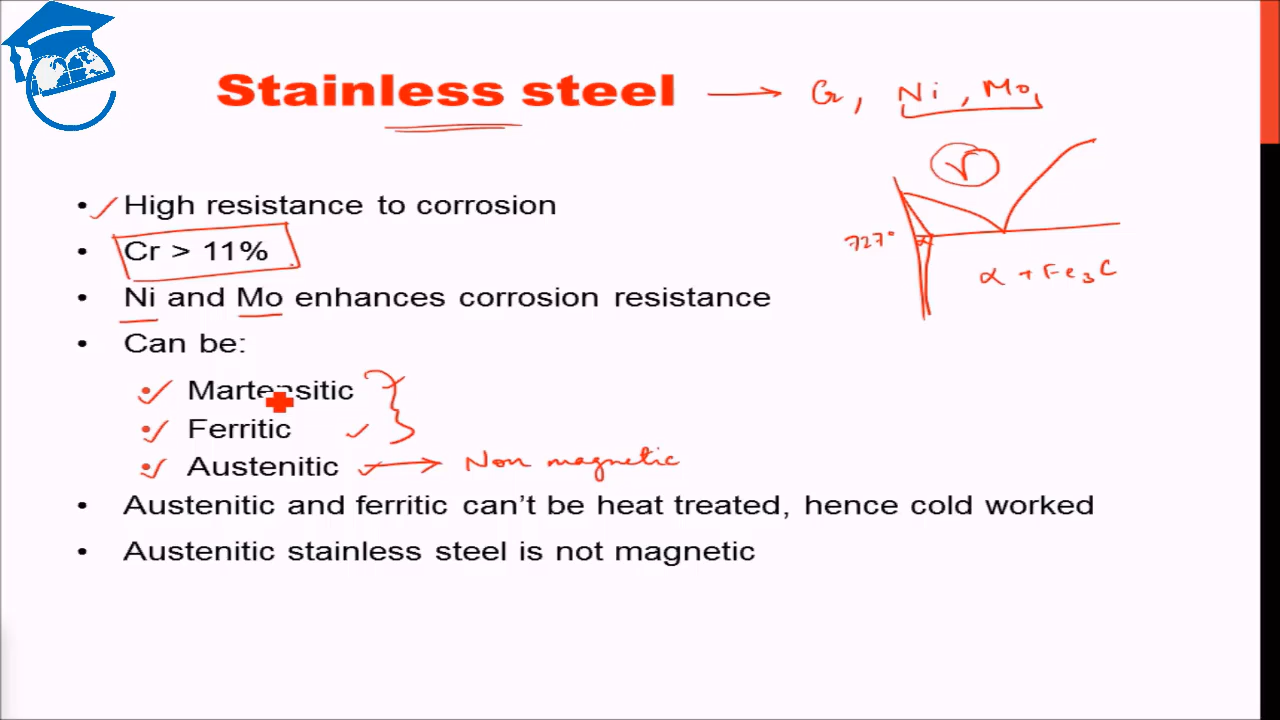 Stainless steel → Cr, Ni, Mo,
γ
• High resistance to corrosion
• Cr > 11%
727°
α
α + Fe₃C
• Ni and Mo enhances corrosion resistance
• Can be:
• Martensitic
• Ferritic
• Austenitic → Non magnetic
• Austenitic and ferritic can’t be heat treated, hence cold worked
• Austenitic stainless steel is not magnetic